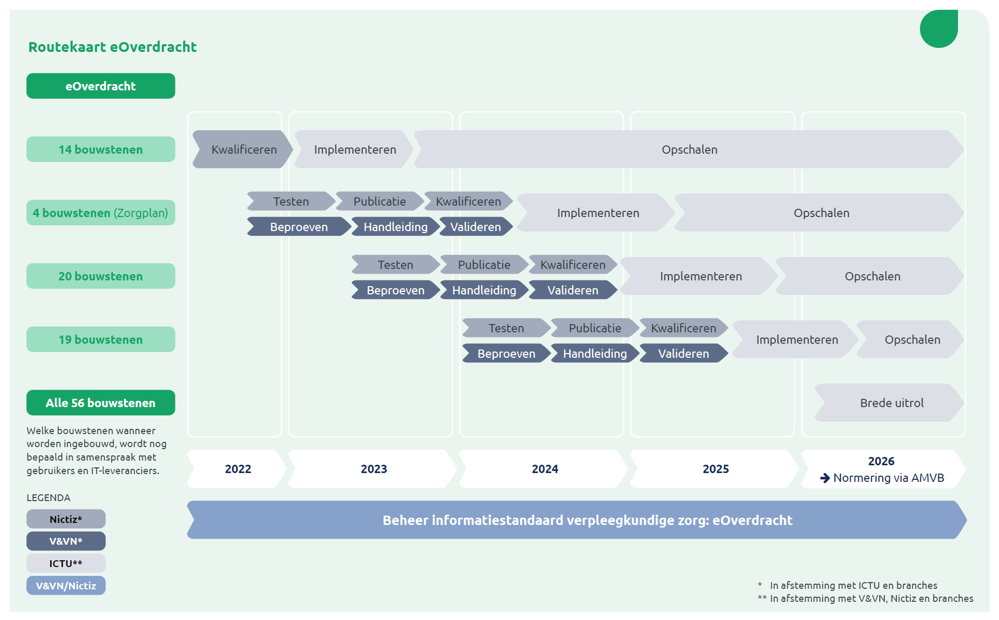 Routekaart eOverdracht
eOverdracht
14 bouwstenen
Kwalificeren
Implementeren
Opschalen
4 bouwstenen (Zorgplan)
Testen
Publicatie
Kwalificeren
Beproeven
Handleiding
Valideren
Implementeren
Opschalen
20 bouwstenen
Testen
Publicatie
Kwalificeren
Beproeven
Handleiding
Valideren
Implementeren
Opschalen
19 bouwstenen
Testen
Publicatie
Kwalificeren
Beproeven
Handleiding
Valideren
Implementeren
Opschalen
Alle 56 bouwstenen
Brede uitrol
Welke bouwstenen wanneer
worden ingebouwd, wordt nog
bepaald in samenspraak met
gebruikers en IT-leveranciers.
2022
2023
2024
2025
2026
➔ Normering via AMVB
Beheer informatiestandaard verpleegkundige zorg: eOverdracht
LEGENDA
Nictiz*
V&VN*
ICTU**
V&VN/Nictiz
* In afstemming met ICTU en branches
** In afstemming met V&VN, Nictiz en branches